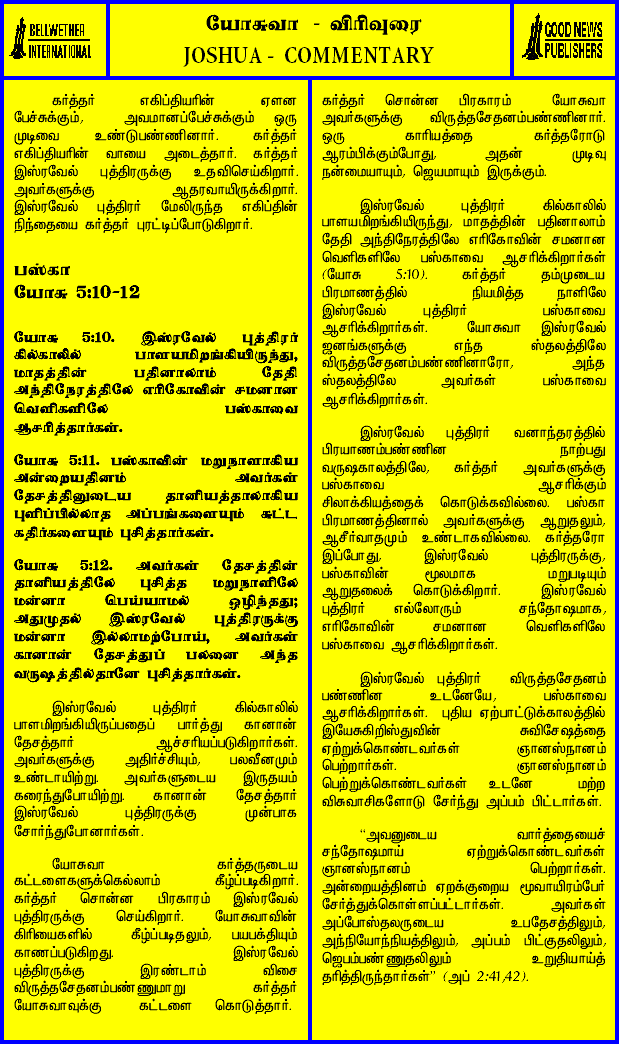 BELLWETHER
INTERNATIONAL
யோசுவா - விரிவுரை
JOSHUA - COMMENTARY
GOOD NEWS
PUBLISHERS
கர்த்தர் எகிப்தியரின் ஏளன
பேச்சுக்கும், அவமானப்பேச்சுக்கும் ஒரு
முடிவை உண்டுபண்ணினார். கர்த்தர்
எகிப்தியரின் வாயை அடைத்தார். கர்த்தர்
இஸ்ரவேல் புத்திரருக்கு உதவிசெய்கிறார்.
அவர்களுக்கு ஆதரவாயிருக்கிறார்.
இஸ்ரவேல் புத்திரர் மேலிருந்த எகிப்தின்
நிந்தையை கர்த்தர் புரட்டிப்போடுகிறார்.
பஸ்கா
யோசு 5:10-12
யோசு 5:10. இஸ்ரவேல் புத்திரர்
கில்காலில் பாளயமிறங்கியிருந்து,
மாதத்தின் பதினாலாம் தேதி
அந்திநேரத்திலே எரிகோவின் சமனான
வெளிகளிலே பஸ்காவை
ஆசரித்தார்கள்.
யோசு 5:11. பஸ்காவின் மறுநாளாகிய
அன்றையதினம் அவர்கள்
தேசத்தினுடைய தானியத்தாலாகிய
புளிப்பில்லாத அப்பங்களையும் சுட்ட
கதிர்களையும் புசித்தார்கள்.
யோசு 5:12. அவர்கள் தேசத்தின்
தானியத்திலே புசித்த மறுநாளிலே
மன்னா பெய்யாமல் ஒழிந்தது;
அதுமுதல் இஸ்ரவேல் புத்திரருக்கு
மன்னா இல்லாமற்போய், அவர்கள்
கானான் தேசத்துப் பலனை அந்த
வருஷத்தில்தானே புசித்தார்கள்.
இஸ்ரவேல் புத்திரர் கில்காலில்
பாளமிறங்கியிருப்பதைப் பார்த்து கானான்
தேசத்தார் ஆச்சரியப்படுகிறார்கள்.
அவர்களுக்கு அதிர்ச்சியும், பலவீனமும்
உண்டாயிற்று. அவர்களுடைய இருதயம்
கரைந்துபோயிற்று. கானான் தேசத்தார்
இஸ்ரவேல் புத்திரருக்கு முன்பாக
சோர்ந்துபோனார்கள்.
யோசுவா கர்த்தருடைய
கட்டளைகளுக்கெல்லாம் கீழ்ப்படிகிறார்.
கர்த்தர் சொன்ன பிரகாரம் இஸ்ரவேல்
புத்திரருக்கு செய்கிறார். யோசுவாவின்
கிரியைகளில் கீழ்ப்படிதலும், பயபக்தியும்
காணப்படுகிறது. இஸ்ரவேல்
புத்திரருக்கு இரண்டாம் விசை
விருத்தசேதனம்பண்ணுமாறு கர்த்தர்
யோசுவாவுக்கு கட்டளை கொடுத்தார்.
கர்த்தர் சொன்ன பிரகாரம் யோசுவா
அவர்களுக்கு விருத்தசேதனம்பண்ணினார்.
ஒரு காரியத்தை கர்த்தரோடு
ஆரம்பிக்கும்போது, அதன் முடிவு
நன்மையாயும், ஜெயமாயும் இருக்கும்.
இஸ்ரவேல் புத்திரர் கில்காலில்
பாளயமிறங்கியிருந்து, மாதத்தின் பதினாலாம்
தேதி அந்திநேரத்திலே எரிகோவின் சமனான
வெளிகளிலே பஸ்காவை ஆசரிக்கிறார்கள்
(யோசு 5:10). கர்த்தர் தம்முடைய
பிரமாணத்தில் நியமித்த நாளிலே
இஸ்ரவேல் புத்திரர் பஸ்காவை
ஆசரிக்கிறார்கள். யோசுவா இஸ்ரவேல்
ஜனங்களுக்கு எந்த ஸ்தலத்திலே
விருத்தசேதனம்பண்ணினாரோ, அந்த
ஸ்தலத்திலே அவர்கள் பஸ்காவை
ஆசரிக்கிறார்கள்.
இஸ்ரவேல் புத்திரர் வனாந்தரத்தில்
பிரயாணம்பண்ணின நாற்பது
வருஷகாலத்திலே, கர்த்தர் அவர்களுக்கு
பஸ்காவை ஆசரிக்கும்
சிலாக்கியத்தைக் கொடுக்கவில்லை. பஸ்கா
பிரமாணத்தினால் அவர்களுக்கு ஆறுதலும்,
ஆசீர்வாதமும் உண்டாகவில்லை. கர்த்தரோ
இப்போது, இஸ்ரவேல் புத்திரருக்கு,
பஸ்காவின் மூலமாக மறுபடியும்
ஆறுதலைக் கொடுக்கிறார். இஸ்ரவேல்
புத்திரர் எல்லோரும் சந்தோஷமாக,
எரிகோவின் சமனான வெளிகளிலே
பஸ்காவை ஆசரிக்கிறார்கள்.
இஸ்ரவேல் புத்திரர் விருத்தசேதனம்
பண்ணின உடனேயே, பஸ்காவை
ஆசரிக்கிறார்கள். புதிய ஏற்பாட்டுக்காலத்தில்
இயேசுகிறிஸ்துவின் சுவிசேஷத்தை
ஏற்றுக்கொண்டவர்கள் ஞானஸ்நானம்
பெற்றார்கள். ஞானஸ்நானம்
பெற்றுக்கொண்டவர்கள் உடனே மற்ற
விசுவாசிகளோடு சேர்ந்து அப்பம் பிட்டார்கள்.
“அவனுடைய வார்த்தையைச்
சந்தோஷமாய் ஏற்றுக்கொண்டவர்கள்
ஞானஸ்நானம் பெற்றார்கள்.
அன்றையத்தினம் ஏறக்குறைய மூவாயிரம்பேர்
சேர்த்துக்கொள்ளப்பட்டார்கள். அவர்கள்
அப்போஸ்தலருடைய உபதேசத்திலும்,
அந்நியோந்நியத்திலும், அப்பம் பிட்குதலிலும்,
ஜெபம்பண்ணுதலிலும் உறுதியாய்த்
தரித்திருந்தார்கள்” (அப் 2:41,42).